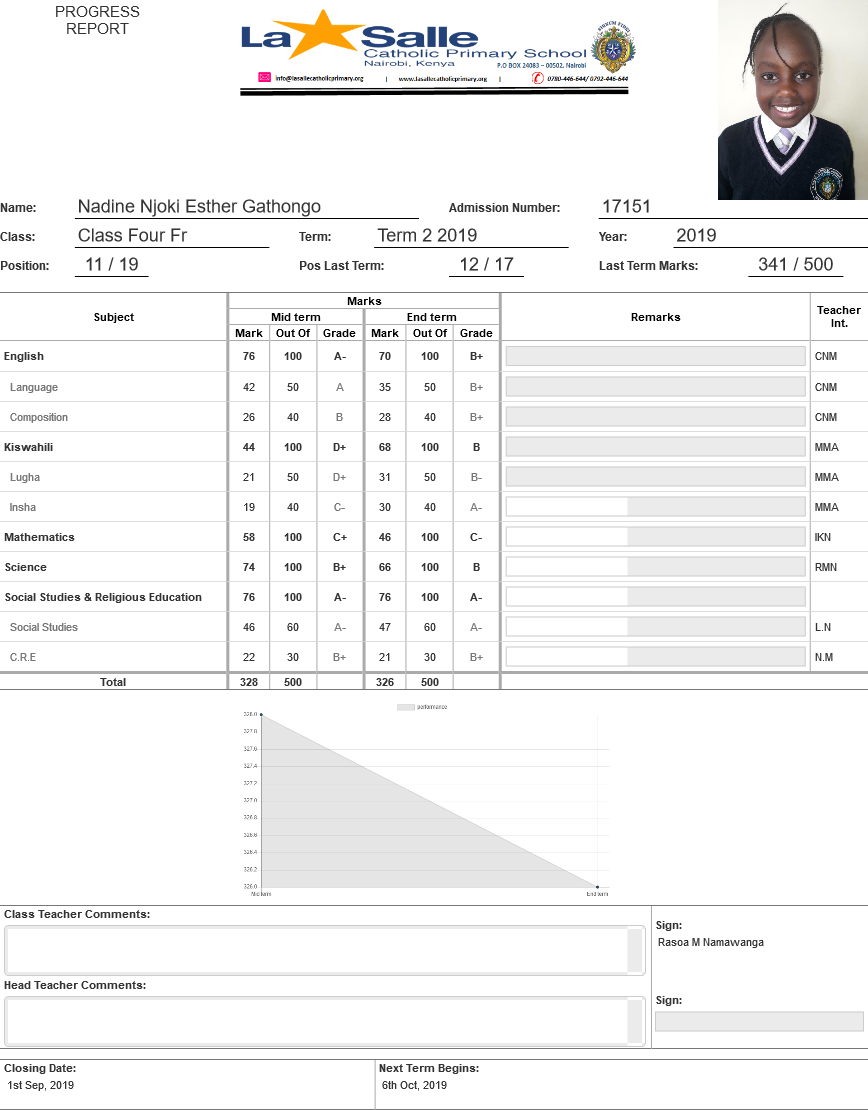 PROGRESS
REPORT
La Salle
Catholic Primary School
Nairobi, Kenya
P.O BOX 24083 – 00502, Nairobi
info@lasallecatholicprimary.org | www.lasallecatholicprimary.org | 0780-446-644/ 0792-446-644
Name: Nadine Njoki Esther Gathongo Admission Number: 17151
Class: Class Four Fr Term: Term 2 2019 Year: 2019
Position: 11 / 19 Pos Last Term: 12 / 17 Last Term Marks: 341 / 500
Marks
Subject Mid term End term Remarks Teacher Int.
Mark Out Of Grade Mark Out Of Grade
English 76 100 A- 70 100 B+ CNM
Language 42 50 A 35 50 B+ CNM
Composition 26 40 B 28 40 B+ CNM
Kiswahili 44 100 D+ 68 100 B MMA
Lugha 21 50 D+ 31 50 B- MMA
Insha 19 40 C- 30 40 A- MMA
Mathematics 58 100 C+ 46 100 C- IKN
Science 74 100 B+ 66 100 B RMN
Social Studies & Religious Education 76 100 A- 76 100 A-
Social Studies 46 60 A- 47 60 A- L.N
C.R.E 22 30 B+ 21 30 B+ N.M
Total 328 500 326 500
performance
328.0
327.8
327.6
327.4
327.2
327.0
326.8
326.6
326.4
326.2
326.0
Mid term End term
Class Teacher Comments:
Sign:
Rasoa M Namawanga
Head Teacher Comments:
Sign:
Closing Date: Next Term Begins:
1st Sep, 2019 6th Oct, 2019